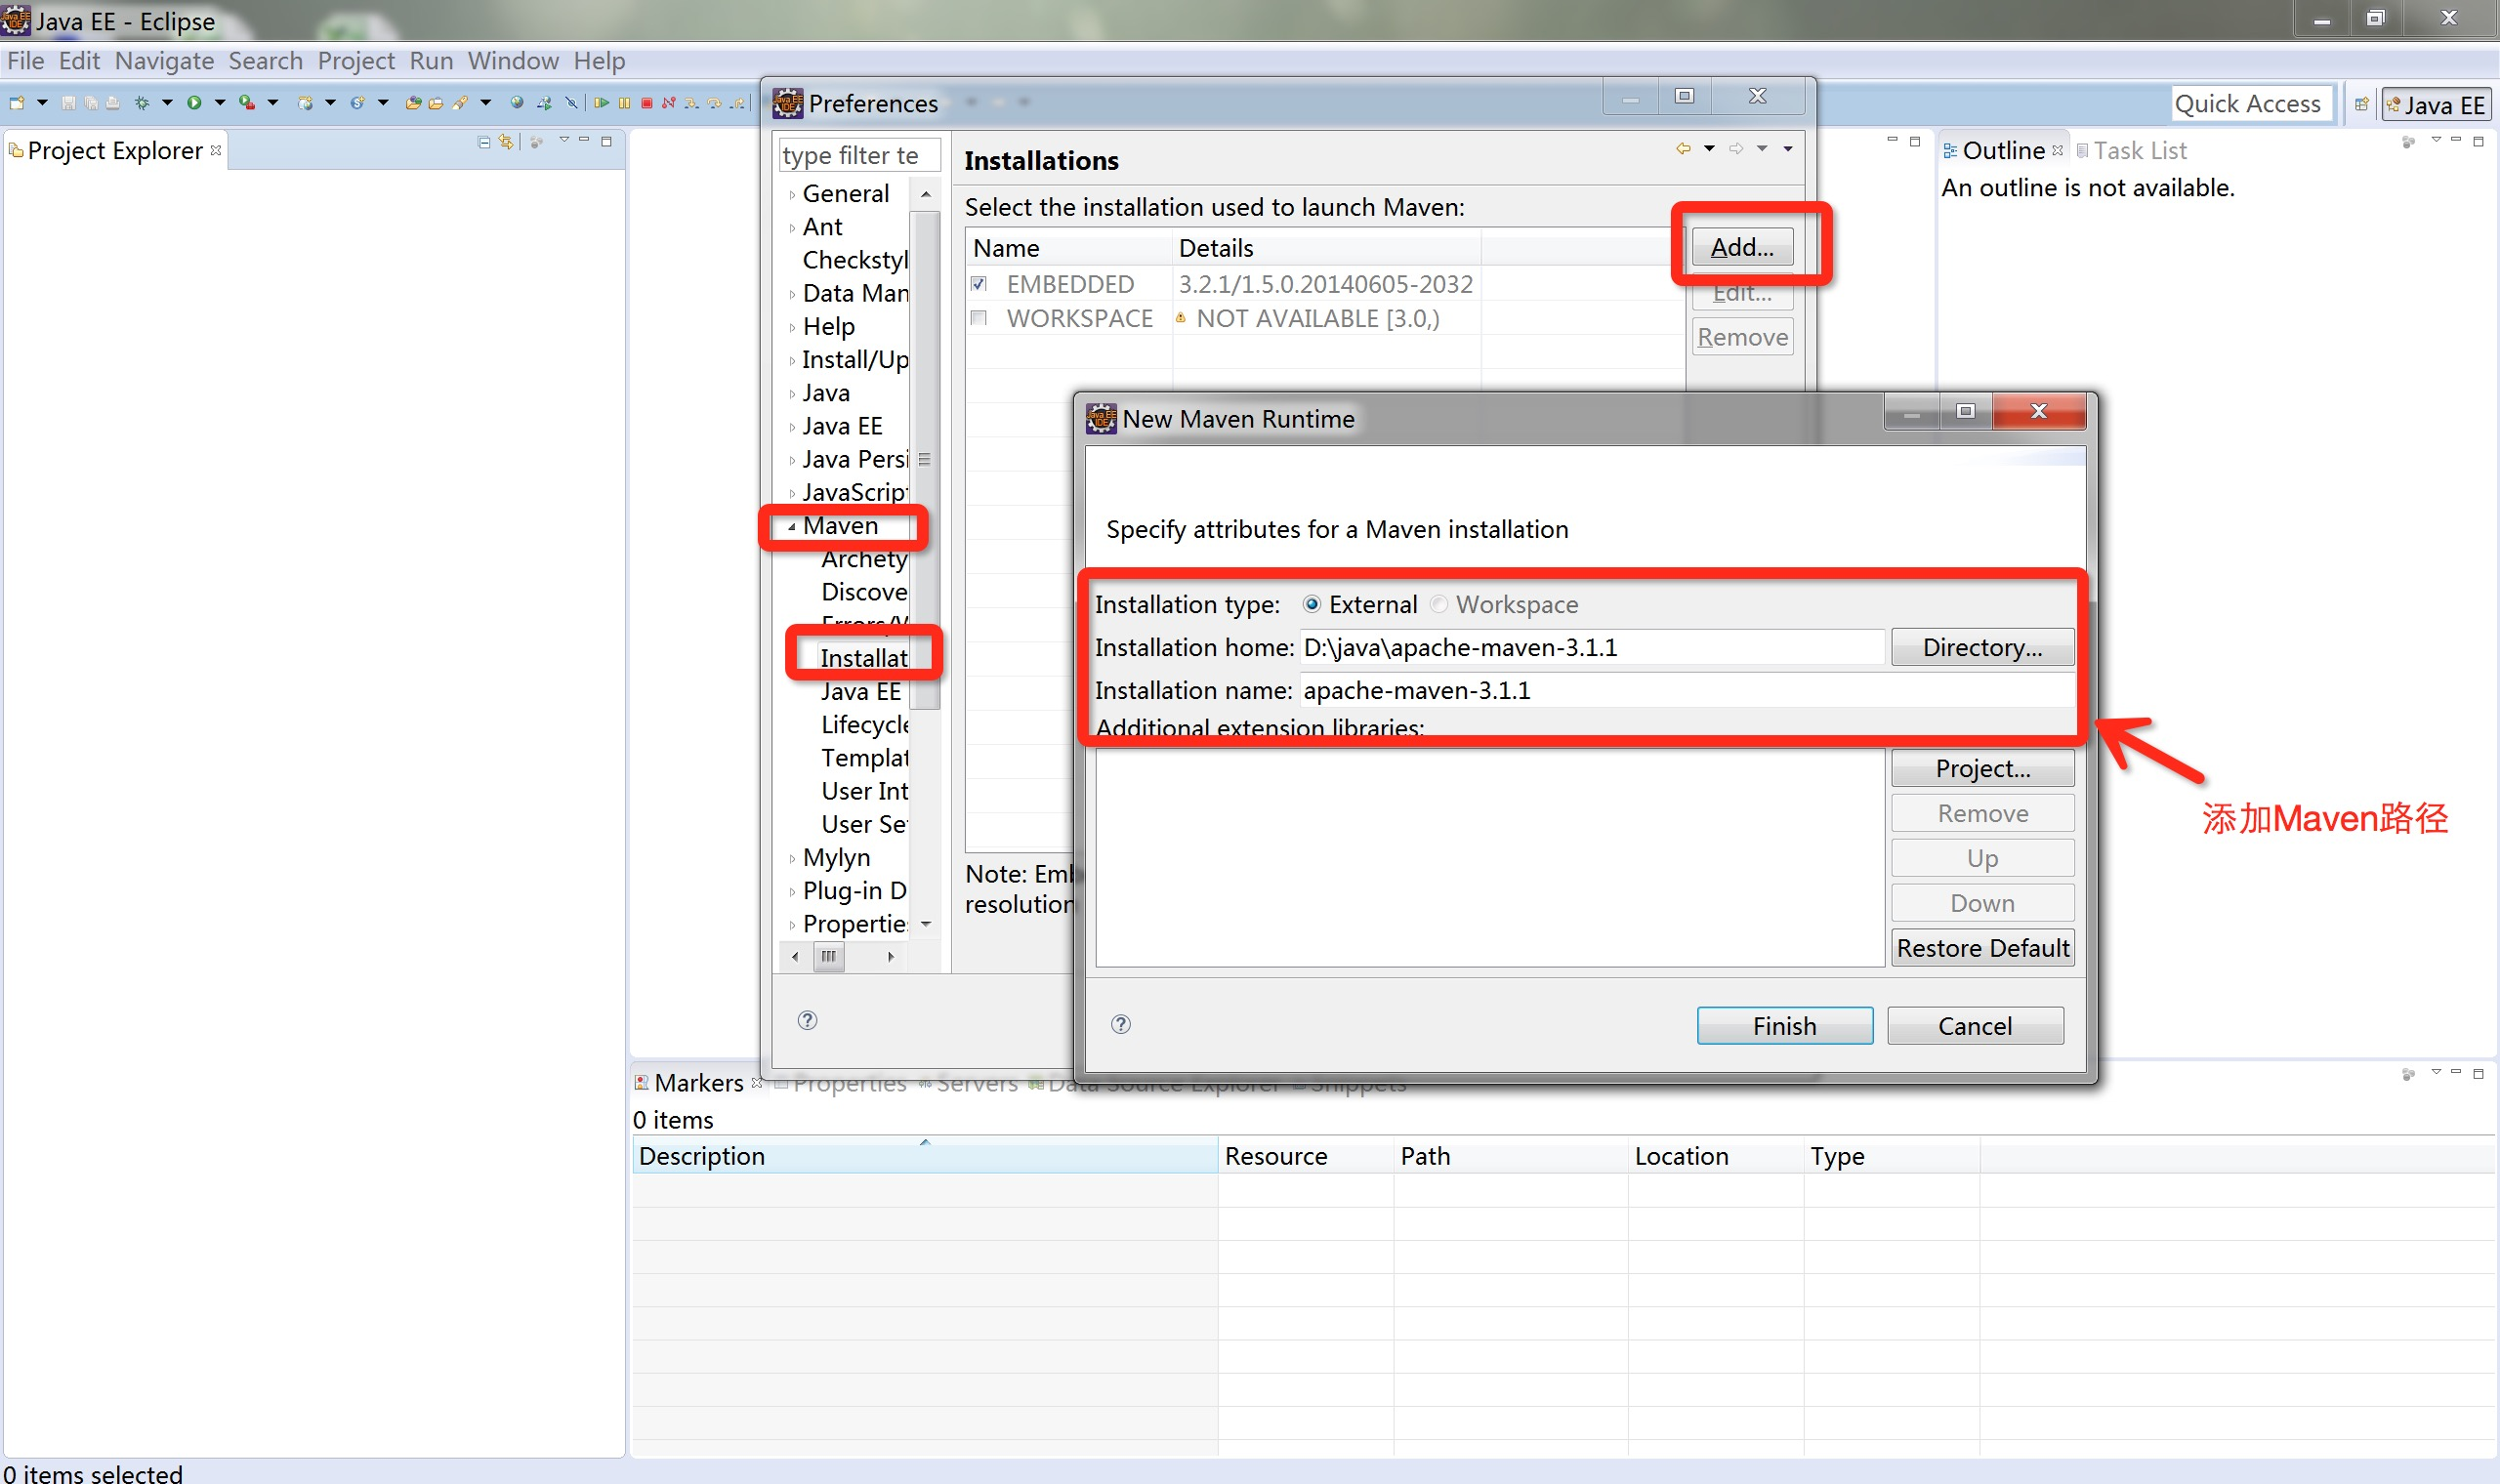 Java EE - Eclipse
File Edit Navigate Search Project Run Window Help
Quick Access
Java EE
Project Explorer
Preferences
type filter te
General
Ant
Checkstyl
Data Man
Help
Install/Up
Java
Java EE
Java Persi
JavaScrip
Maven
Archety
Discove
Errors/W
Installat
Java EE
Lifecycle
Templat
User Int
User Se
Mylyn
Plug-in D
Propertie
Installations
Select the installation used to launch Maven:
Name Details
EMBEDDED 3.2.1/1.5.0.20140605-2032
WORKSPACE NOT AVAILABLE [3.0,)
Add...
Edit...
Remove
Note: Emb
resolution
Outline Task List
An outline is not available.
New Maven Runtime
Specify attributes for a Maven installation
Installation type: External Workspace
Installation home: D:\java\apache-maven-3.1.1 Directory...
Installation name: apache-maven-3.1.1
Additional extension libraries:
Project...
Remove
Up
Down
Restore Default
Finish Cancel
添加Maven路径
Markers Properties Servers Data Source Explorer Snippets
0 items
Description Resource Path Location Type
0 items selected